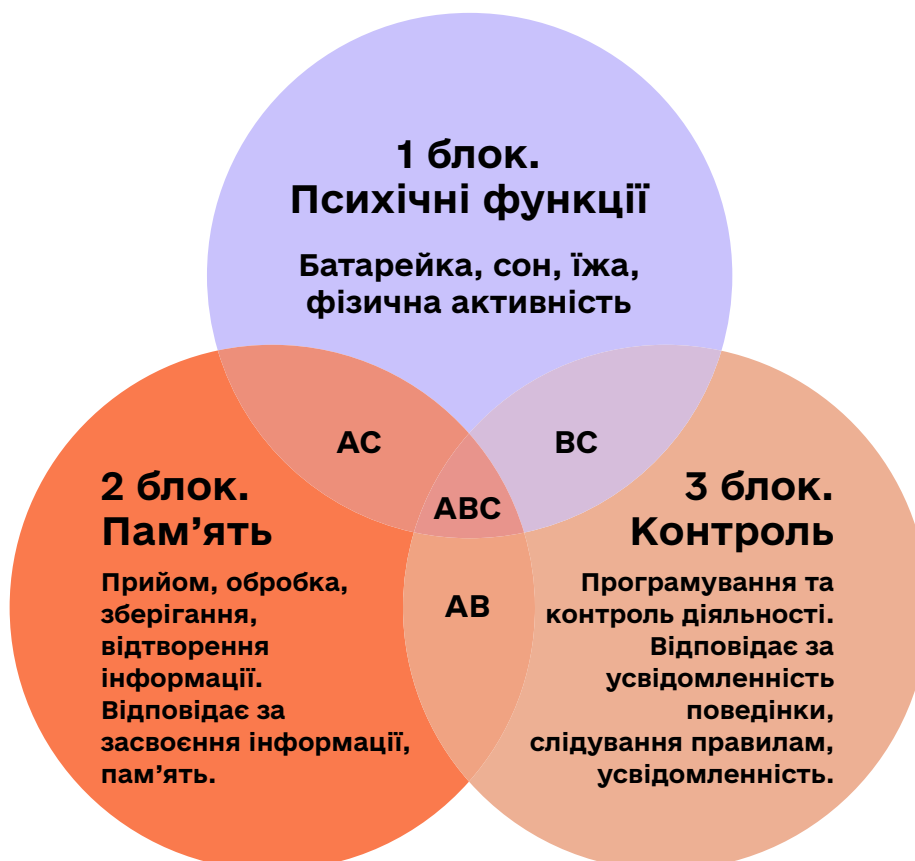 1 блок.
Психічні функції
Батарейка, сон, їжа,
фізична активність
AC
BC
ABC
AB
2 блок.
Пам’ять
Прийом, обробка,
зберігання,
відтворення
інформації.
Відповідає за
засвоєння інформації,
пам’ять.
3 блок.
Контроль
Програмування та
контроль діяльності.
Відповідає за
усвідомленність
поведінки,
слідування правилам,
усвідомленність.